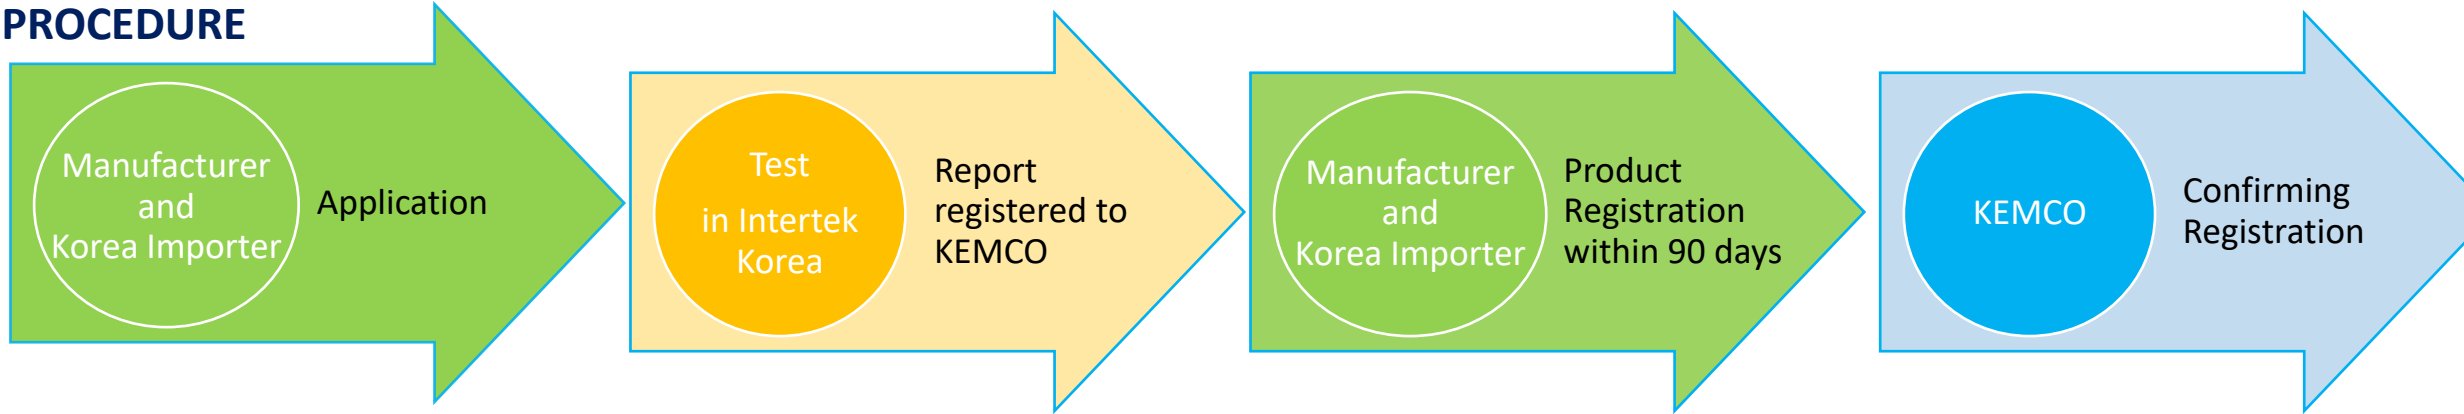 PROCEDURE
Manufacturer
and
Korea Importer
Application
Test
in Intertek
Korea
Report
registered to
KEMCO
Manufacturer
and
Korea Importer
Product
Registration
within 90 days
KEMCO
Confirming
Registration